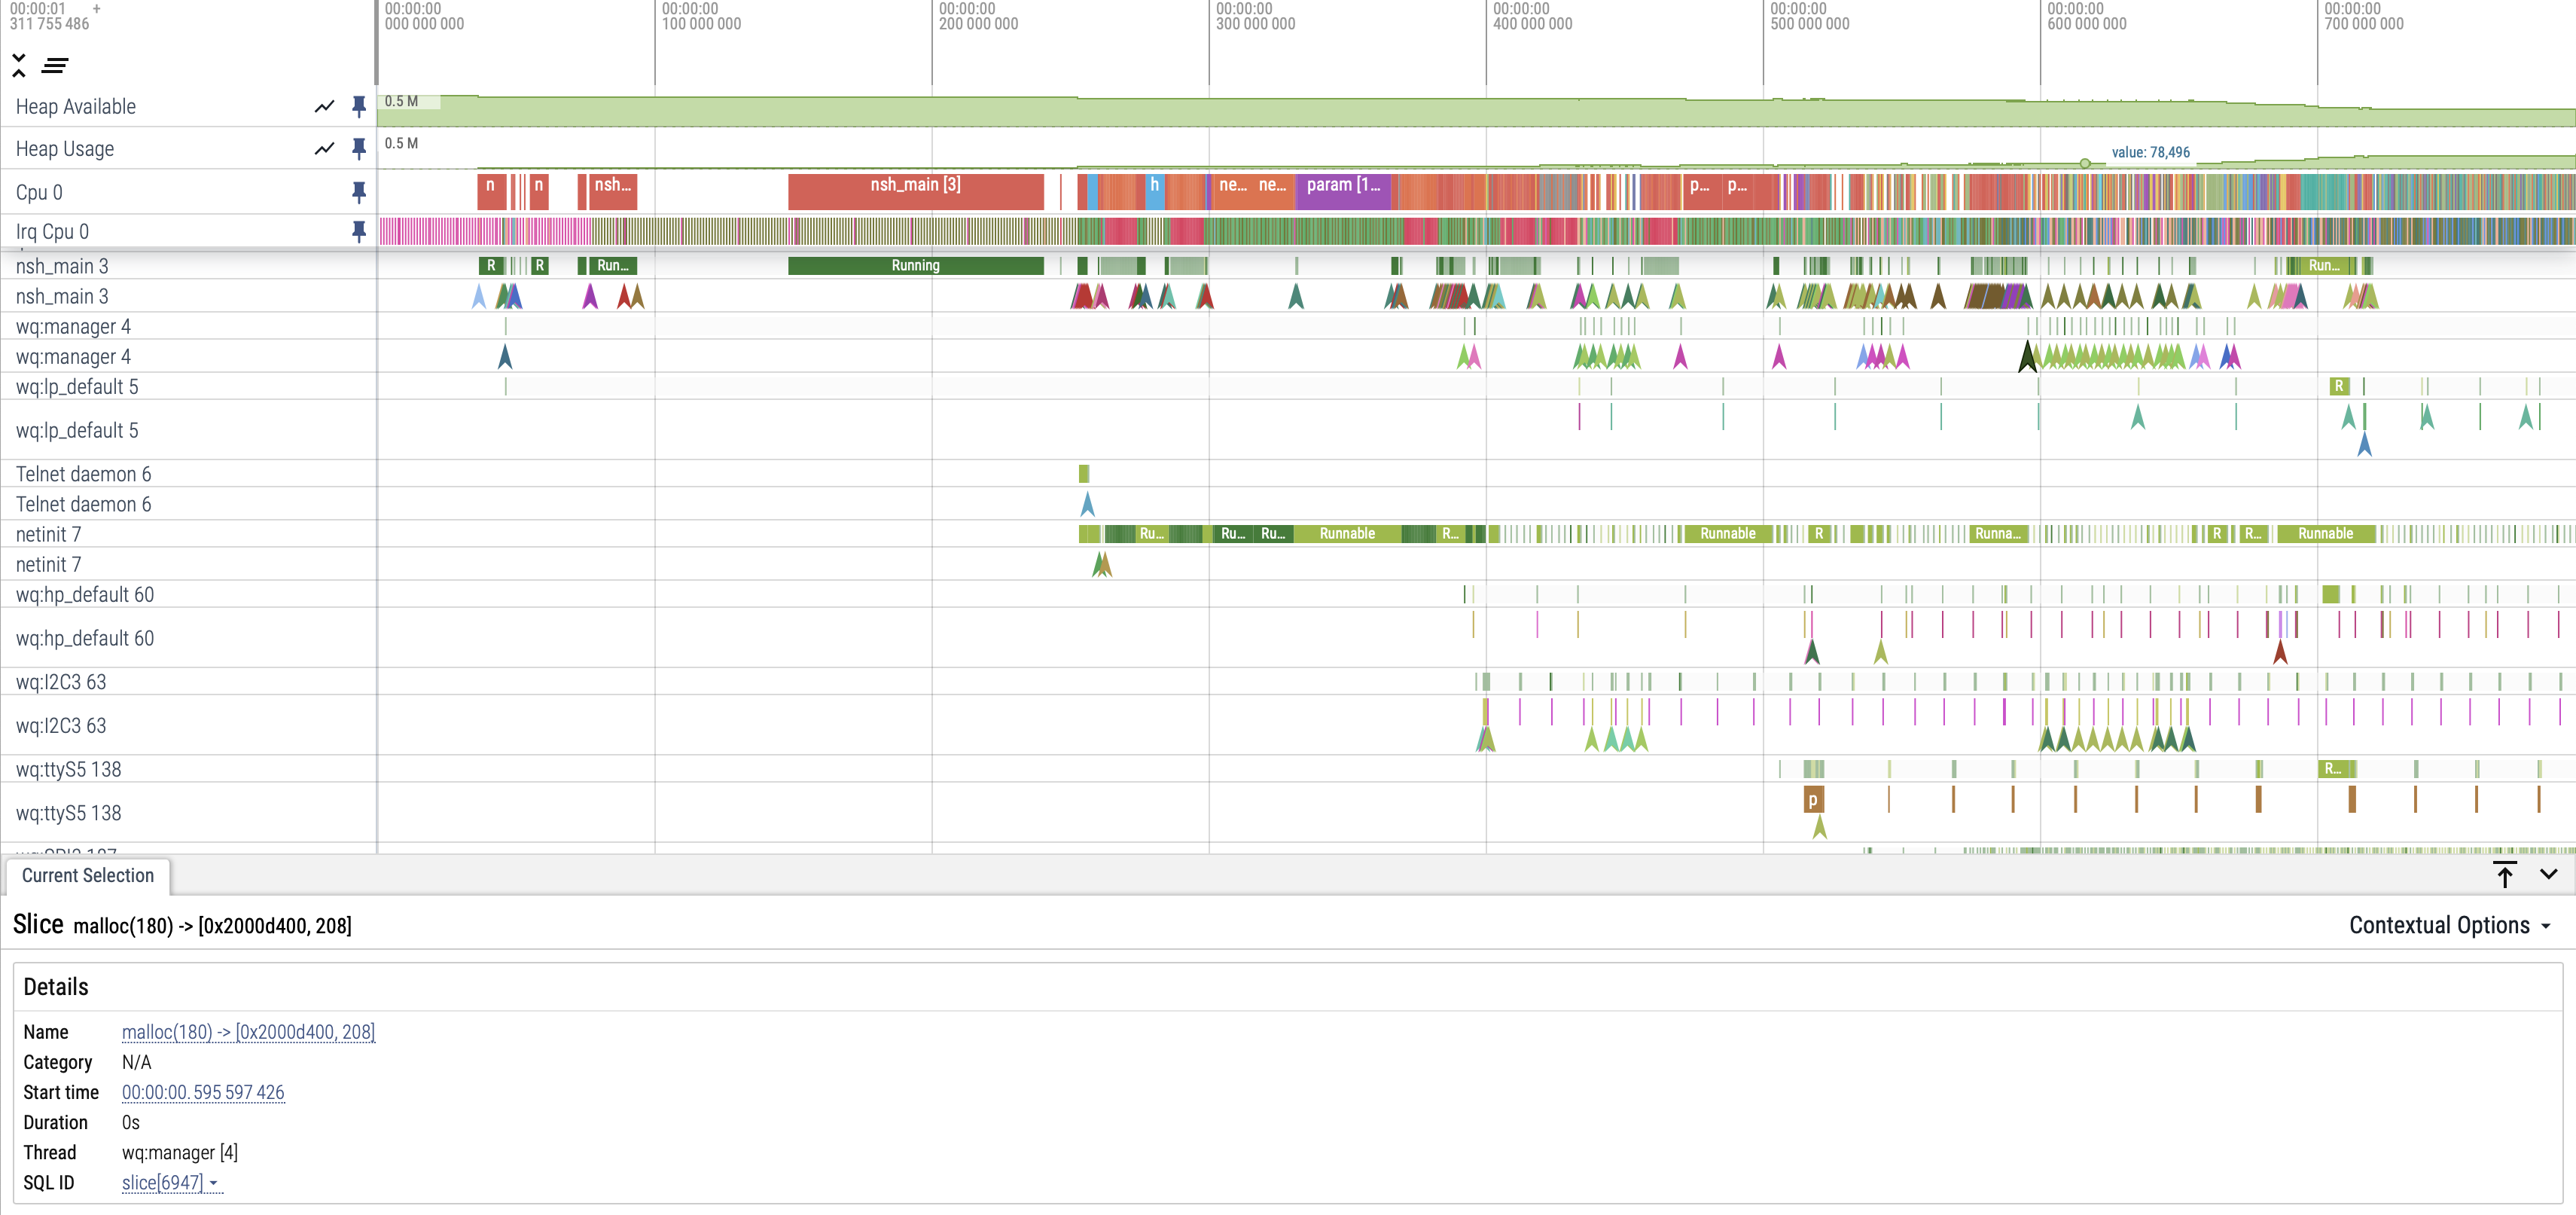 00:00:01 +
311 755 486
00:00:00
000 000 000
00:00:00
100 000 000
00:00:00
200 000 000
00:00:00
300 000 000
00:00:00
400 000 000
00:00:00
500 000 000
00:00:00
600 000 000
00:00:00
700 000 000
Heap Available 0.5 M
Heap Usage 0.5 M value: 78,496
Cpu 0 n n nsh... nsh_main [3] h ne... ne... param [1... p... p...
Irq Cpu 0
nsh_main 3 R R Run... Running Run...
nsh_main 3
wq:manager 4
wq:manager 4
wq:lp_default 5 R
wq:lp_default 5
Telnet daemon 6
Telnet daemon 6
netinit 7 Ru... Ru... Ru... Runnable R... Runnable R Runna... R R... Runnable
netinit 7
wq:hp_default 60
wq:hp_default 60
wq:I2C3 63
wq:I2C3 63
wq:ttyS5 138 R...
wq:ttyS5 138 p
Current Selection
Slice malloc(180) -> [0x2000d400, 208] Contextual Options
Details
Name malloc(180) -> [0x2000d400, 208]
Category N/A
Start time 00:00:00. 595 597 426
Duration 0s
Thread wq:manager [4]
SQL ID slice[6947]